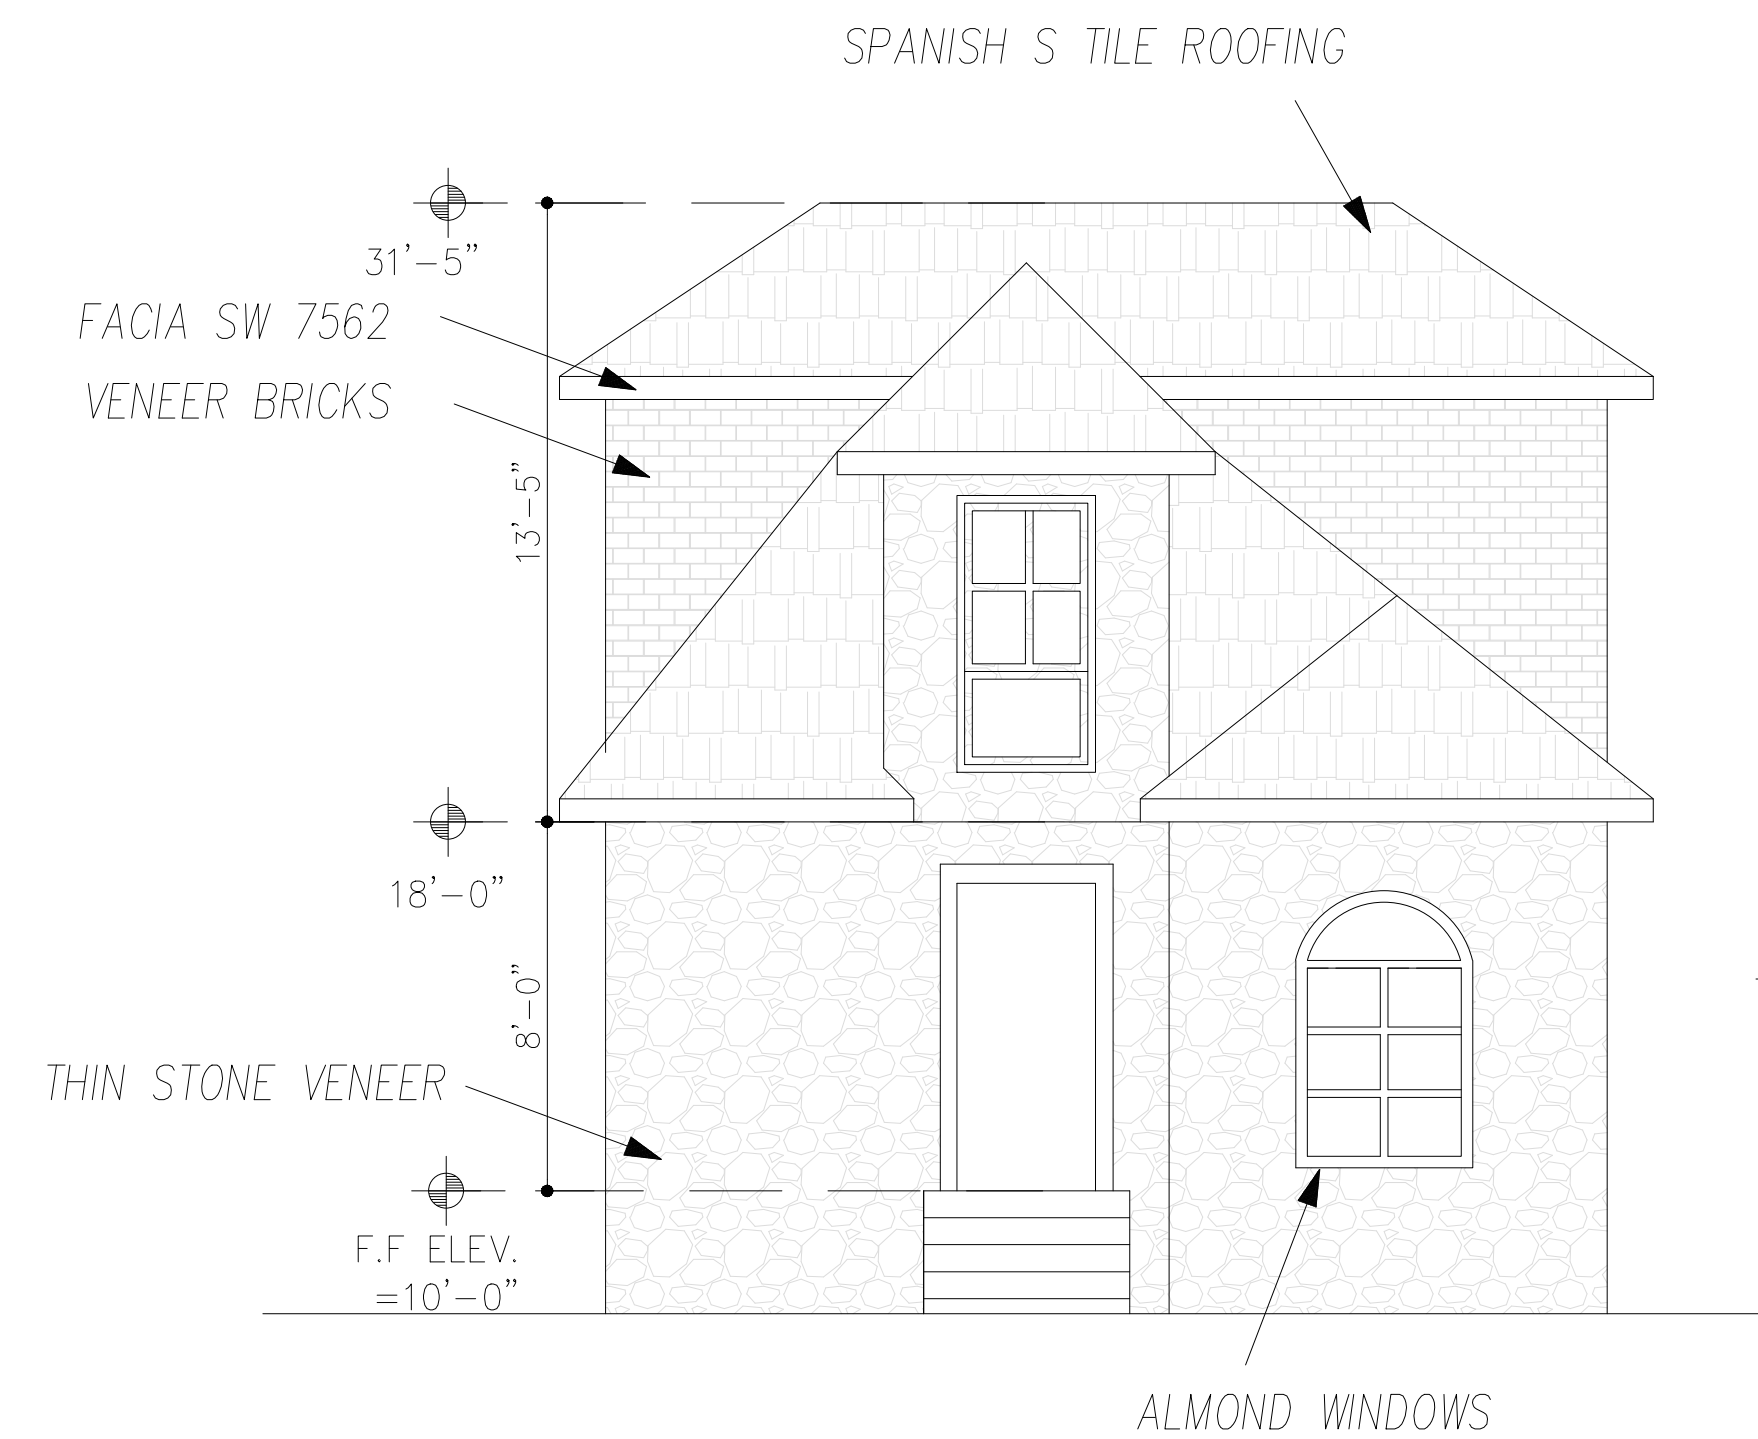 SPANISH S TILE ROOFING
31'-5"
FACIA SW 7562
VENEER BRICKS
13'-5"
18'-0"
8'-0"
THIN STONE VENEER
F.F ELEV.
=10'-0"
ALMOND WINDOWS